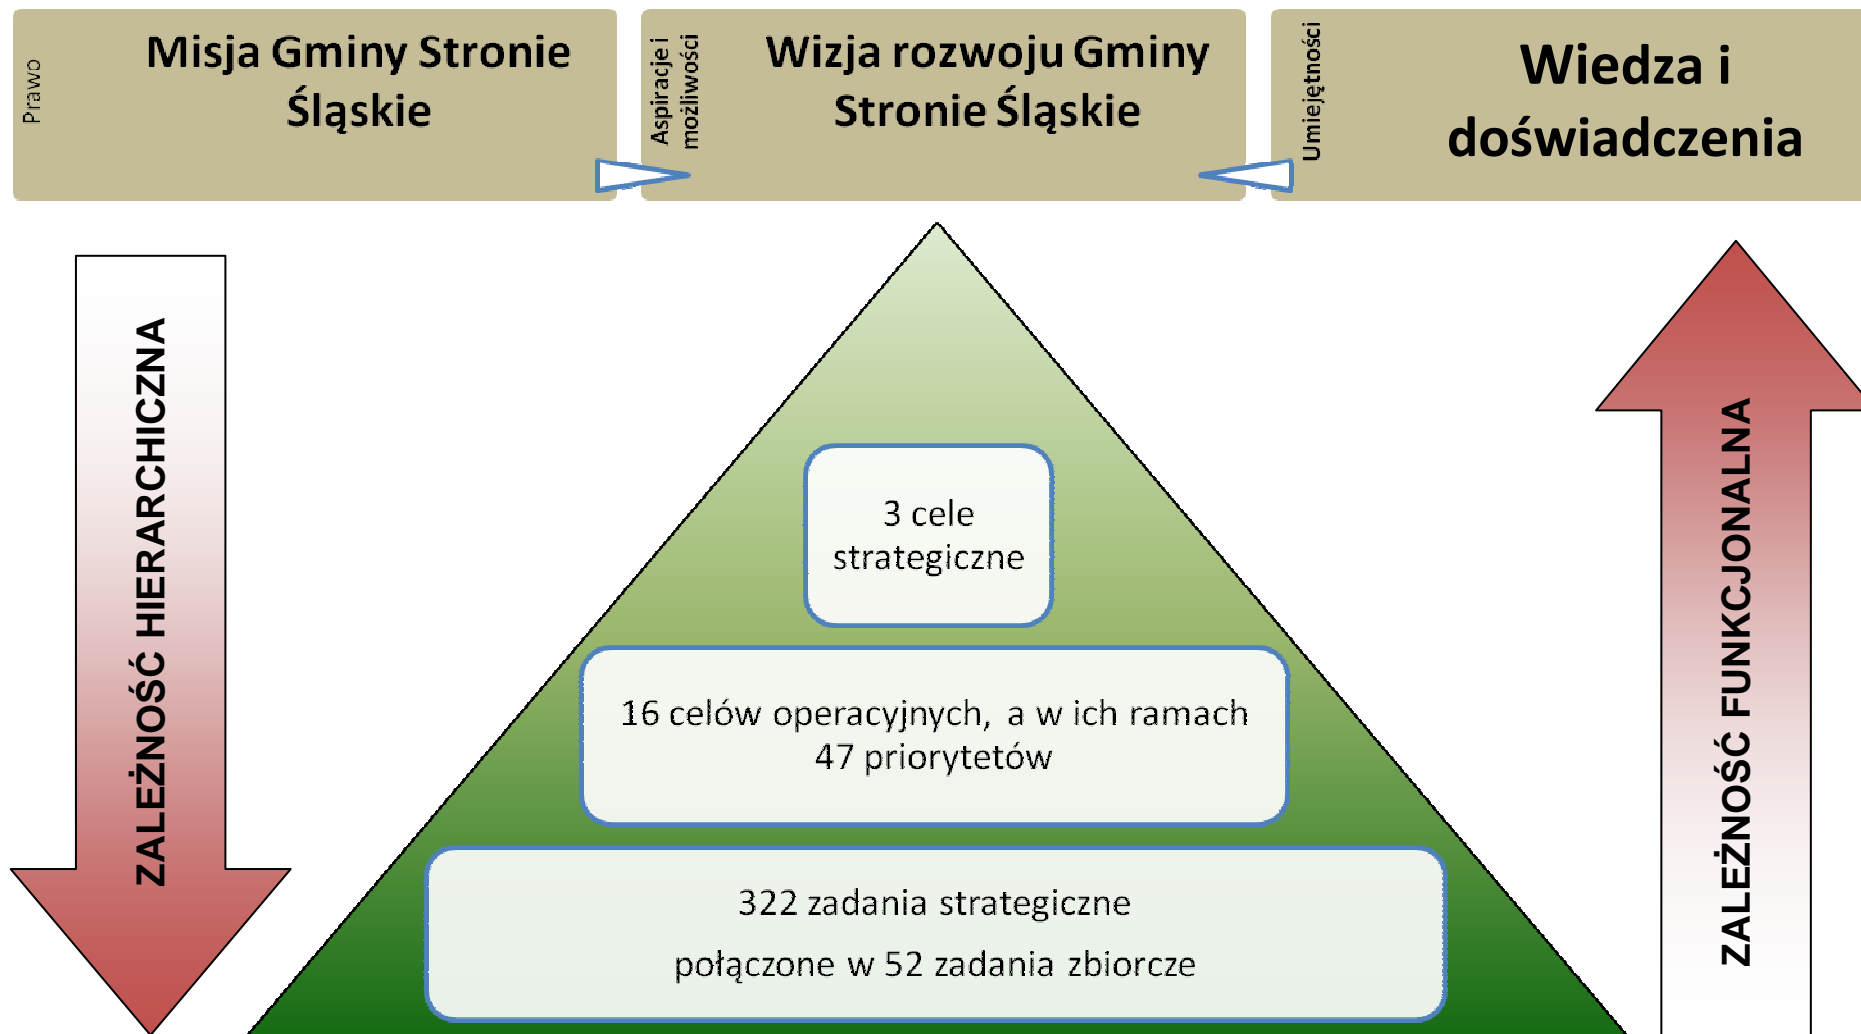 Prawo
Misja Gminy Stronie
Śląskie
Aspiracje i
możliwości
Wizja rozwoju Gminy
Stronie Śląskie
Umiejętności
Wiedza i
doświadczenia
ZALEŻNOŚĆ HIERARCHICZNA
3 cele
strategiczne
16 celów operacyjnych, a w ich ramach
47 priorytetów
322 zadania strategiczne
połączone w 52 zadania zbiorcze
ZALEŻNOŚĆ FUNKCJONALNA